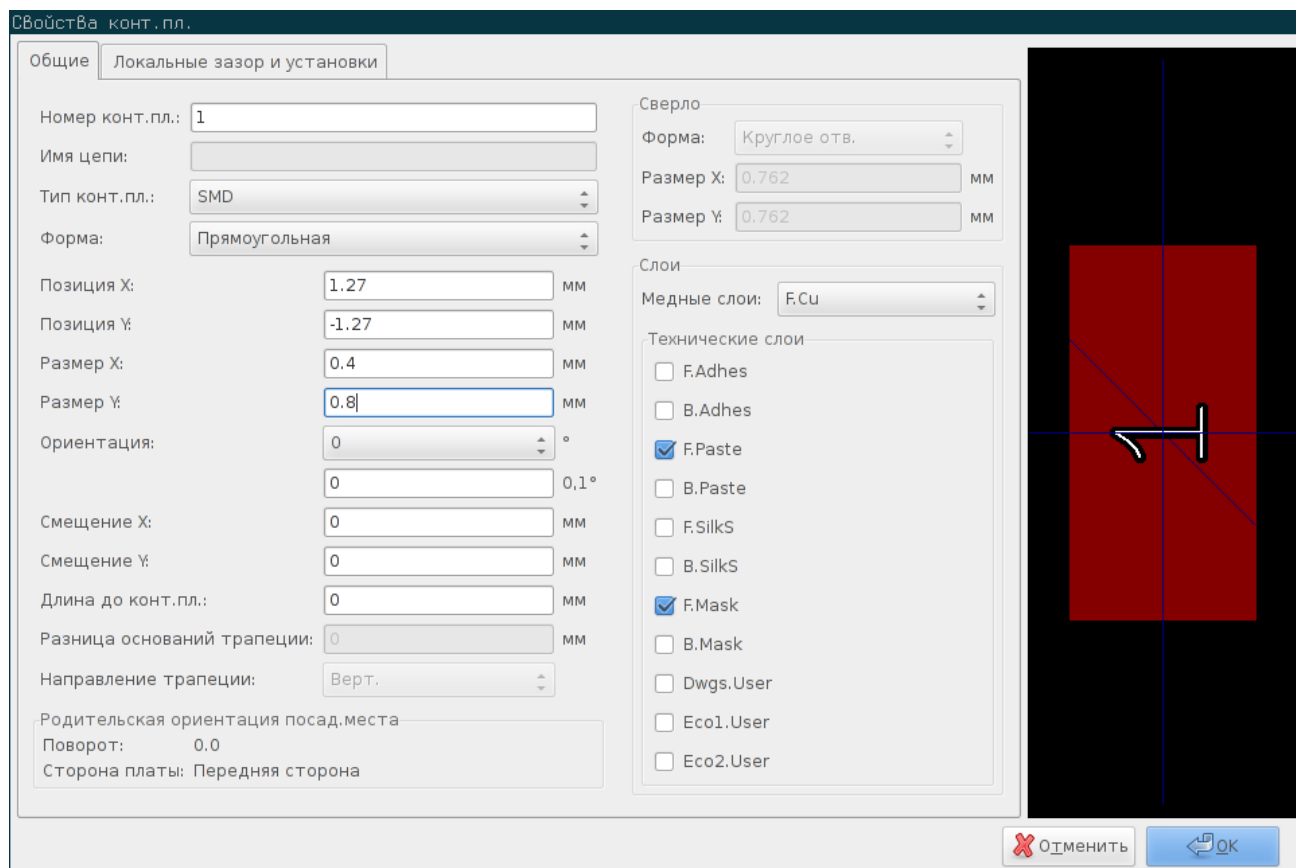 Свойства конт.пл.
Общие
Локальные зазор и установки
Номер конт.пл.: 1
Имя цепи:
Тип конт.пл.: SMD
Форма: Прямоугольная
Позиция X: 1.27 мм
Позиция Y: -1.27 мм
Размер X: 0.4 мм
Размер Y: 0.8 мм
Ориентация: 0 °
0 0,1°
Смещение X: 0 мм
Смещение Y: 0 мм
Длина до конт.пл.: 0 мм
Разница оснований трапеции: 0 мм
Направление трапеции: Верт.
Родительская ориентация посад.места
Поворот: 0.0
Сторона платы: Передняя сторона
Сверло
Форма: Круглое отв.
Размер X: 0.762 мм
Размер Y: 0.762 мм
Слои
Медные слои: F.Cu
Технические слои
F.Adhes
B.Adhes
F.Paste
B.Paste
F.SilkS
B.SilkS
F.Mask
B.Mask
Dwgs.User
Eco1.User
Eco2.User
1
Отменить
OK